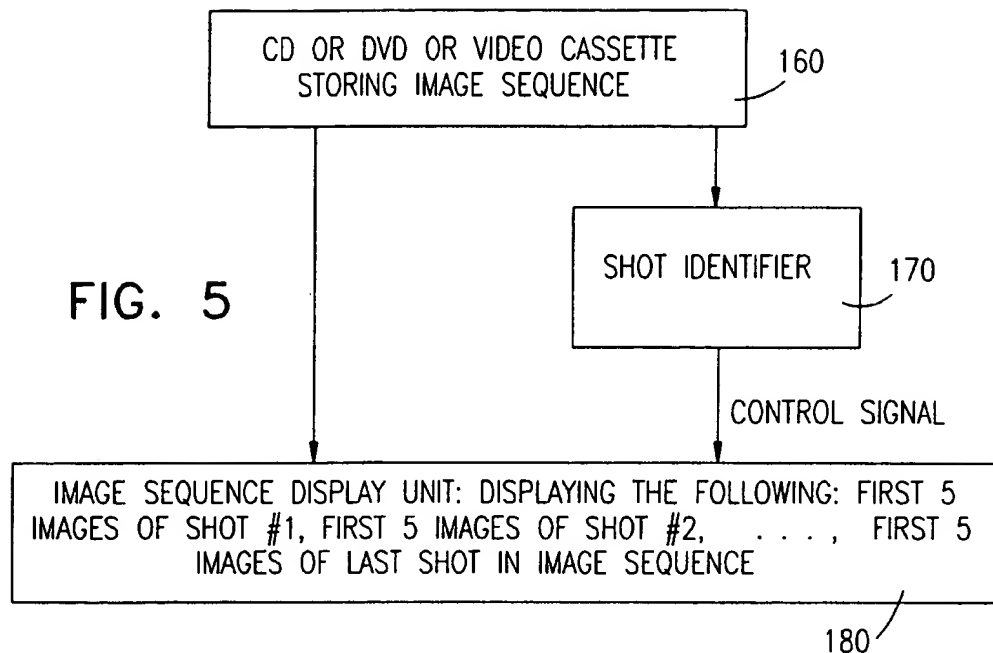 CD OR DVD OR VIDEO CASSETTE
STORING IMAGE SEQUENCE
160
SHOT IDENTIFIER
170
FIG. 5
CONTROL SIGNAL
IMAGE SEQUENCE DISPLAY UNIT: DISPLAYING THE FOLLOWING: FIRST 5
IMAGES OF SHOT #1, FIRST 5 IMAGES OF SHOT #2, . . . . , FIRST 5
IMAGES OF LAST SHOT IN IMAGE SEQUENCE
180